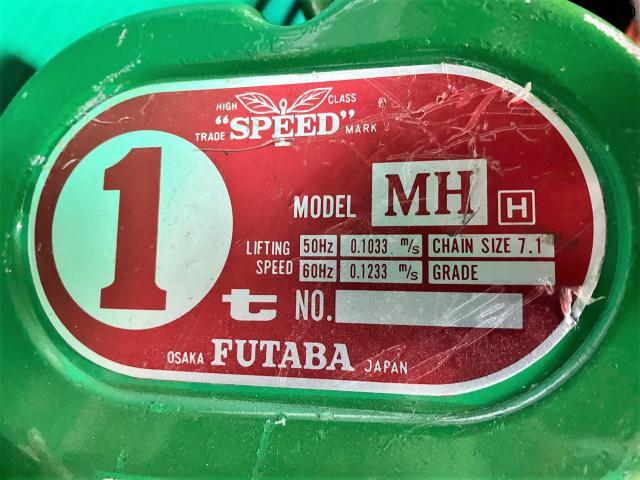 HIGH CLASS
TRADE "SPEED" MARK
1
MODEL MH H
LIFTING SPEED
50Hz 0.1033 m/s CHAIN SIZE 7.1
60Hz 0.1233 m/s GRADE
t NO.
OSAKA FUTABA JAPAN